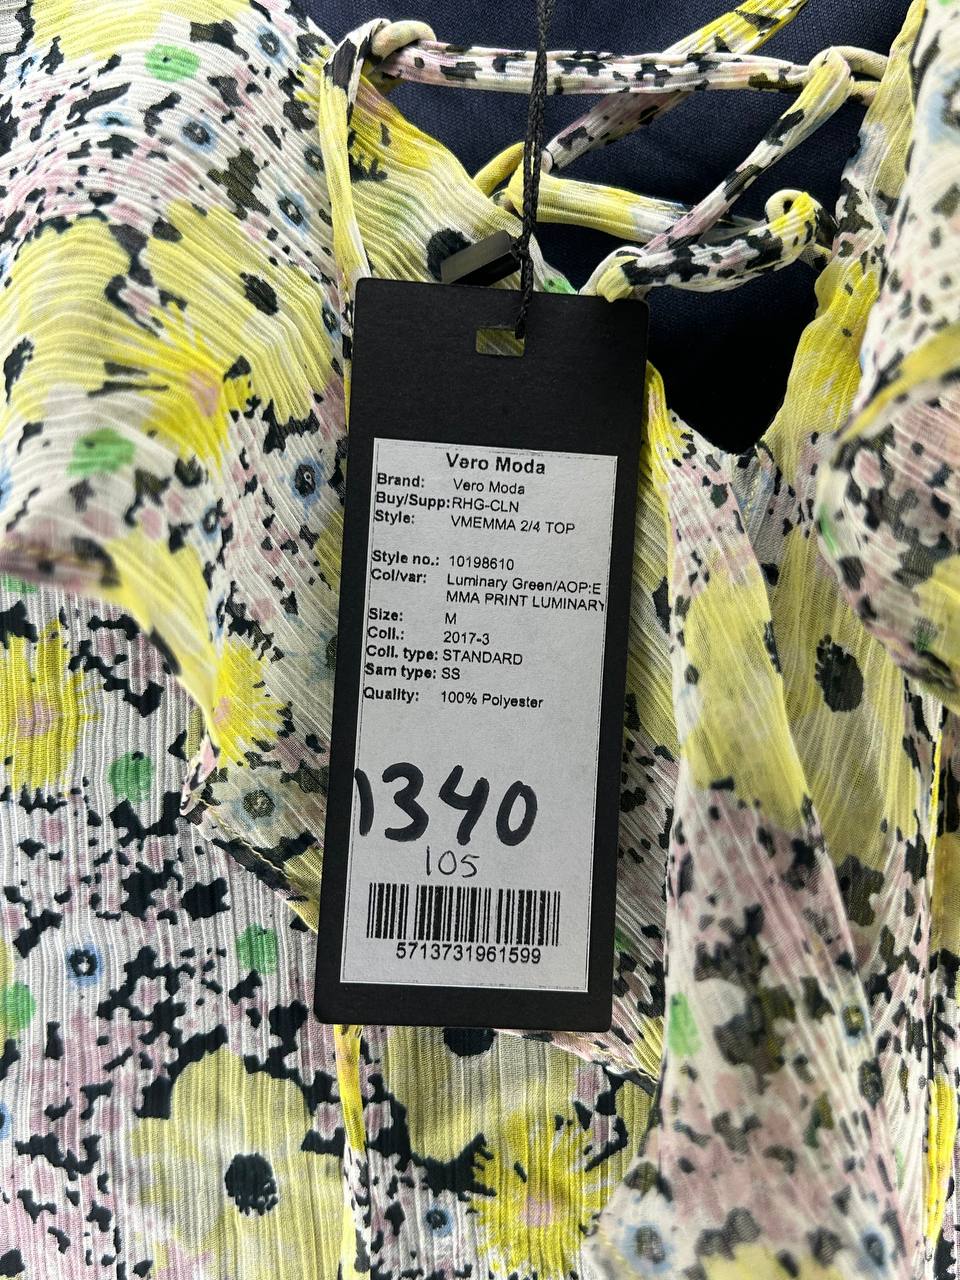 Vero Moda
Brand: Vero Moda
Buy/Supp: RHG-CLN
Style: VMEMMA 2/4 TOP
Style no.: 10198610
Col/var: Luminary Green/AOP:E
MMA PRINT LUMINARY
Size: M
Coll.: 2017-3
Coll. type: STANDARD
Sam type: SS
Quality: 100% Polyester
1340
105
5713731961599